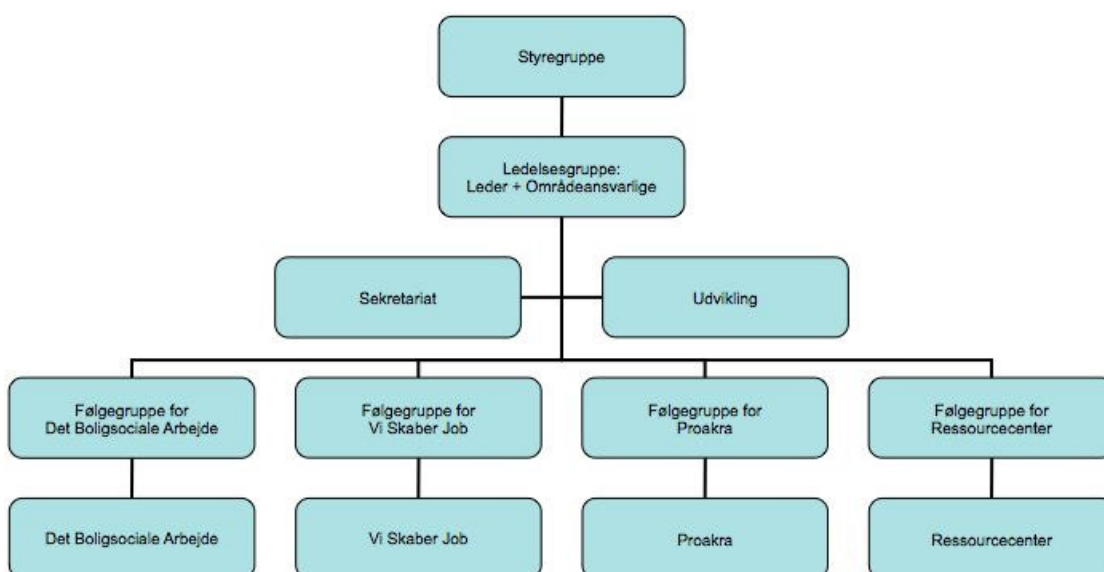 Styregruppe
Ledelsesgruppe:
Leder + Områdeansvarlige
Sekretariat
Udvikling
Følgegruppe for
Det Boligsociale Arbejde
Følgegruppe for
Vi Skaber Job
Følgegruppe for
Proakra
Følgegruppe for
Ressourcecenter
Det Boligsociale Arbejde
Vi Skaber Job
Proakra
Ressourcecenter